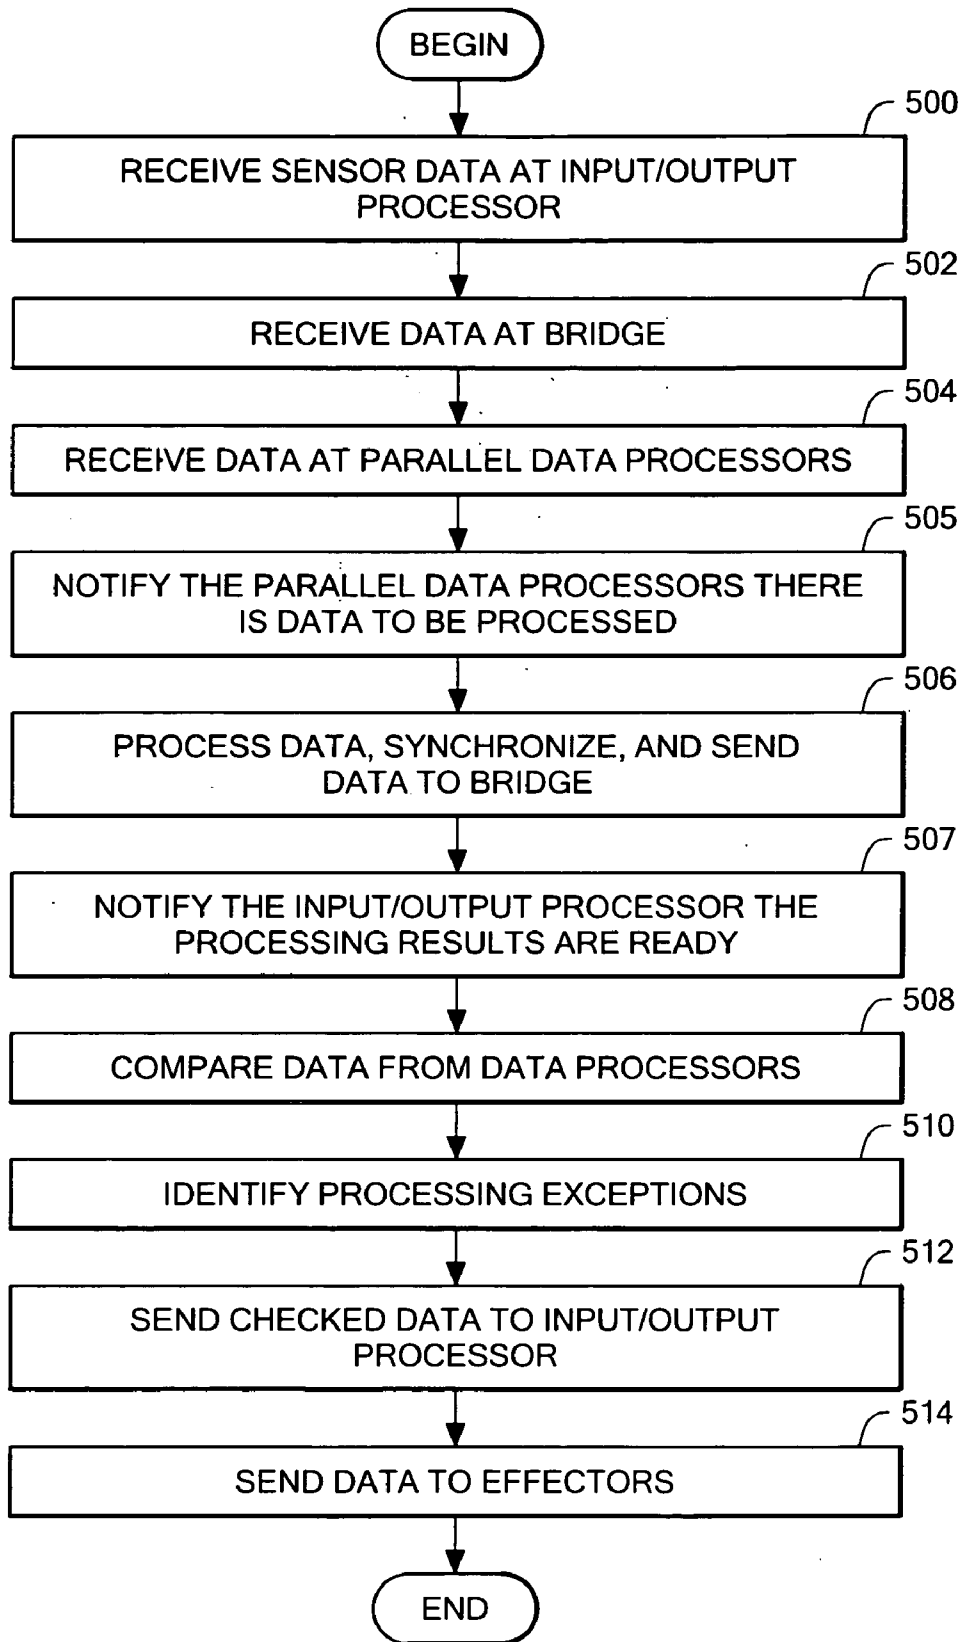 BEGIN
500
RECEIVE SENSOR DATA AT INPUT/OUTPUT
PROCESSOR
502
RECEIVE DATA AT BRIDGE
504
RECEIVE DATA AT PARALLEL DATA PROCESSORS
505
NOTIFY THE PARALLEL DATA PROCESSORS THERE
IS DATA TO BE PROCESSED
506
PROCESS DATA, SYNCHRONIZE, AND SEND
DATA TO BRIDGE
507
NOTIFY THE INPUT/OUTPUT PROCESSOR THE
PROCESSING RESULTS ARE READY
508
COMPARE DATA FROM DATA PROCESSORS
510
IDENTIFY PROCESSING EXCEPTIONS
512
SEND CHECKED DATA TO INPUT/OUTPUT
PROCESSOR
514
SEND DATA TO EFFECTORS
END